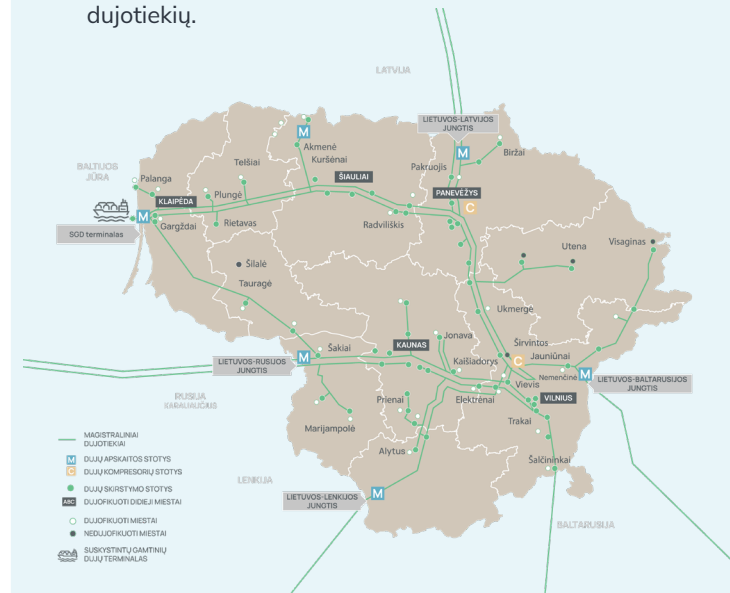 dujotiekių.
LATVIJA
LIETUVOS-LATVIJOS
JUNGTIS
M
M
Akmenė
Kuršėnai
Biržai
Pakruojis
Telšiai
ŠIAULIAI
BALTIJOS
JŪRA
Palanga
Plungė
PANEVĖŽYS
C
KLAIPĖDA
M
Gargždai
Rietavas
Radviliškis
SGD terminalas
Utena
Visaginas
Šilalė
Tauragė
Ukmergė
Jonava
Širvintos
Šakiai
KAUNAS
Jauniūnai
M
C
LIETUVOS-RUSIJOS
JUNGTIS
Kaišiadorys
Nemenčinė
M
LIETUVOS-BALTARUSIJOS
JUNGTIS
Vievis
RUSIJA
KARALIAUČIUS
Prienai
Elektrėnai
VILNIUS
Trakai
Marijampolė
Alytus
Šalčininkai
LENKIJA
M
LIETUVOS-LENKIJOS
JUNGTIS
BALTARUSIJA
MAGISTRALINIAI
DUJOTIEKIAI
M DUJŲ APSKAITOS STOTYS
C DUJŲ KOMPRESORIŲ STOTYS
DUJŲ SKIRSTYMO STOTYS
ABC DUJOFIKUOTI DIDIEJI MIESTAI
DUJOFIKUOTI MIESTAI
NEDUJOFIKUOTI MIESTAI
SUSKYSTINTŲ GAMTINIŲ
DUJŲ TERMINALAS